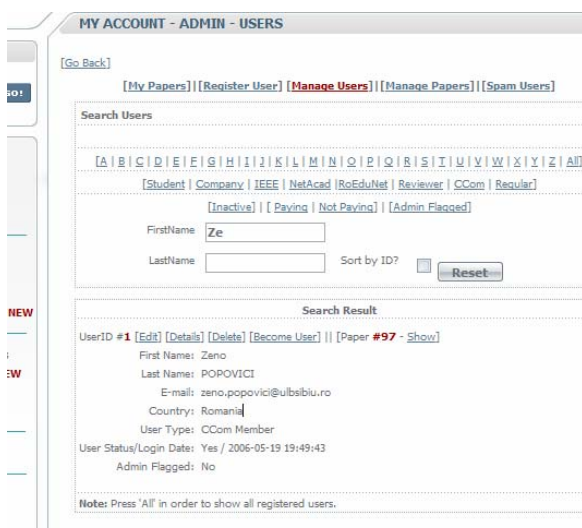 MY ACCOUNT - ADMIN - USERS
[Go Back]
GO!
[My Papers]|[Register User] [Manage Users]|[Manage Papers]|[Spam Users]
Search Users
[A | B | C | D | E | F | G | H | I | J | K | L | M | N | O | P | Q | R | S | T | U | V | W | X | Y | Z | All]
[Student | Company | IEEE | NetAcad |RoEduNet | Reviewer | CCom | Regular]
[Inactive] | [ Paying | Not Paying] | [Admin Flagged]
FirstName Ze
LastName Sort by ID? Reset
NEW
Search Result
UserID #1 [Edit] [Details] [Delete] [Become User] || [Paper #97 - Show]
First Name: Zeno
Last Name: POPOVICI
E-mail: zeno.popovici@ulbsibiu.ro
Country: Romania
User Type: CCom Member
User Status/Login Date: Yes / 2006-05-19 19:49:43
Admin Flagged: No
Note: Press 'All' in order to show all registered users.